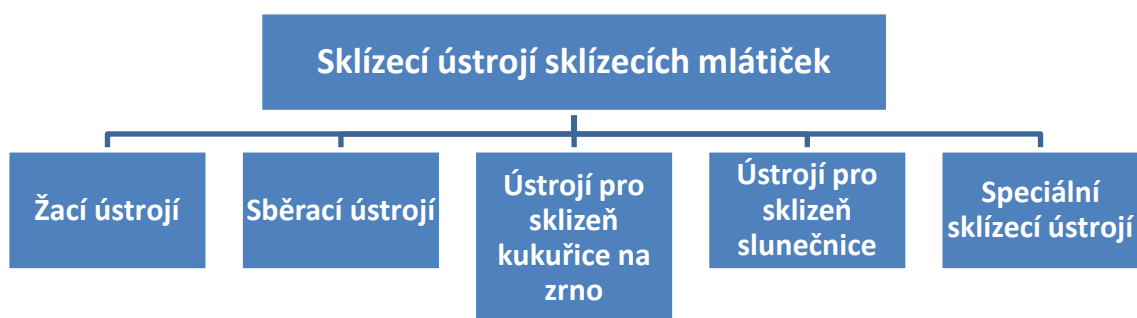 Sklízecí ústrojí sklízecích mlátiček
Žací ústrojí
Sběrací ústrojí
Ústrojí pro
sklizeň
kukuřice na
zrno
Ústrojí pro
sklizeň
slunečnice
Speciální
sklízecí ústrojí